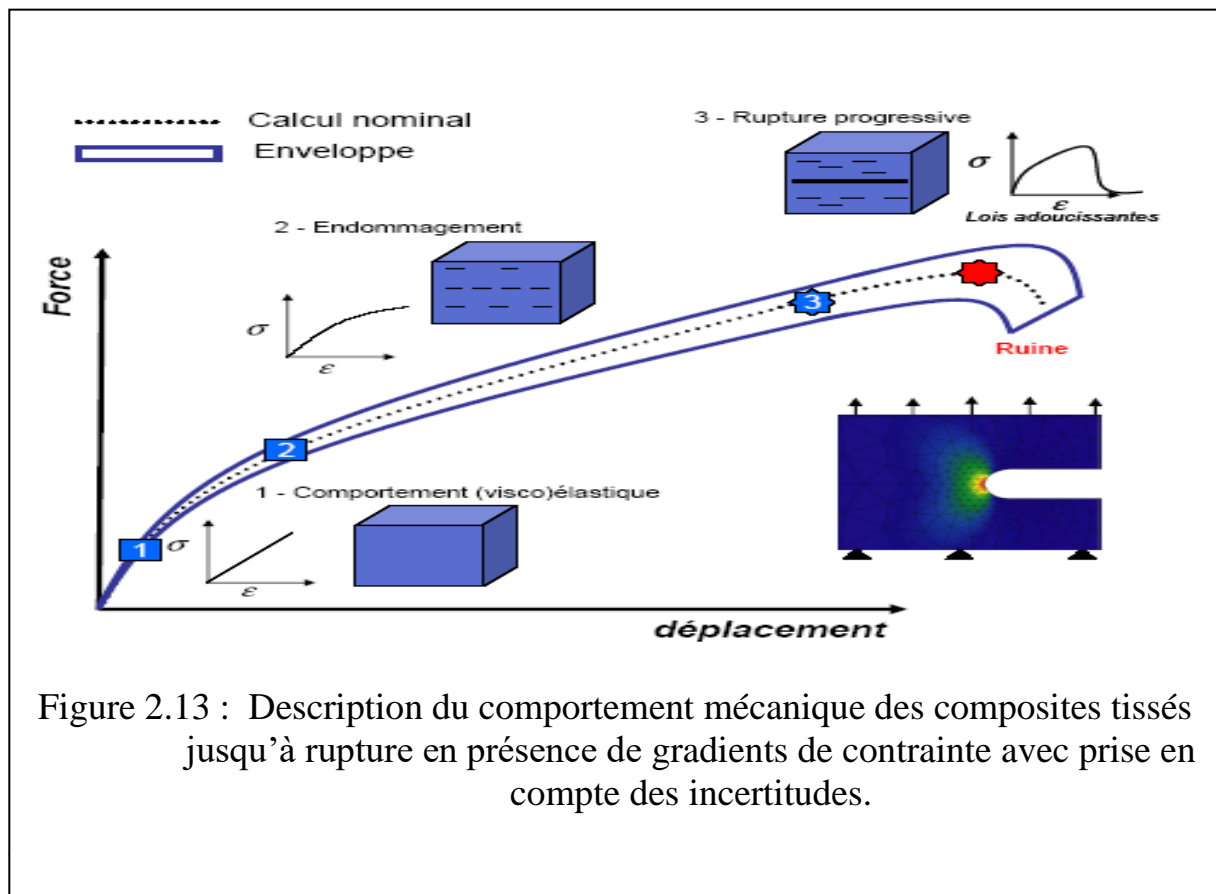 Calcul nominal
Enveloppe
3 - Rupture progressive
σ
ε
Lois adoucissantes
2 - Endommagement
σ
ε
Force
3
Ruine
2
1 - Comportement (visco)élastique
1
σ
ε
déplacement
Figure 2.13 : Description du comportement mécanique des composites tissés
jusqu’à rupture en présence de gradients de contrainte avec prise en
compte des incertitudes.